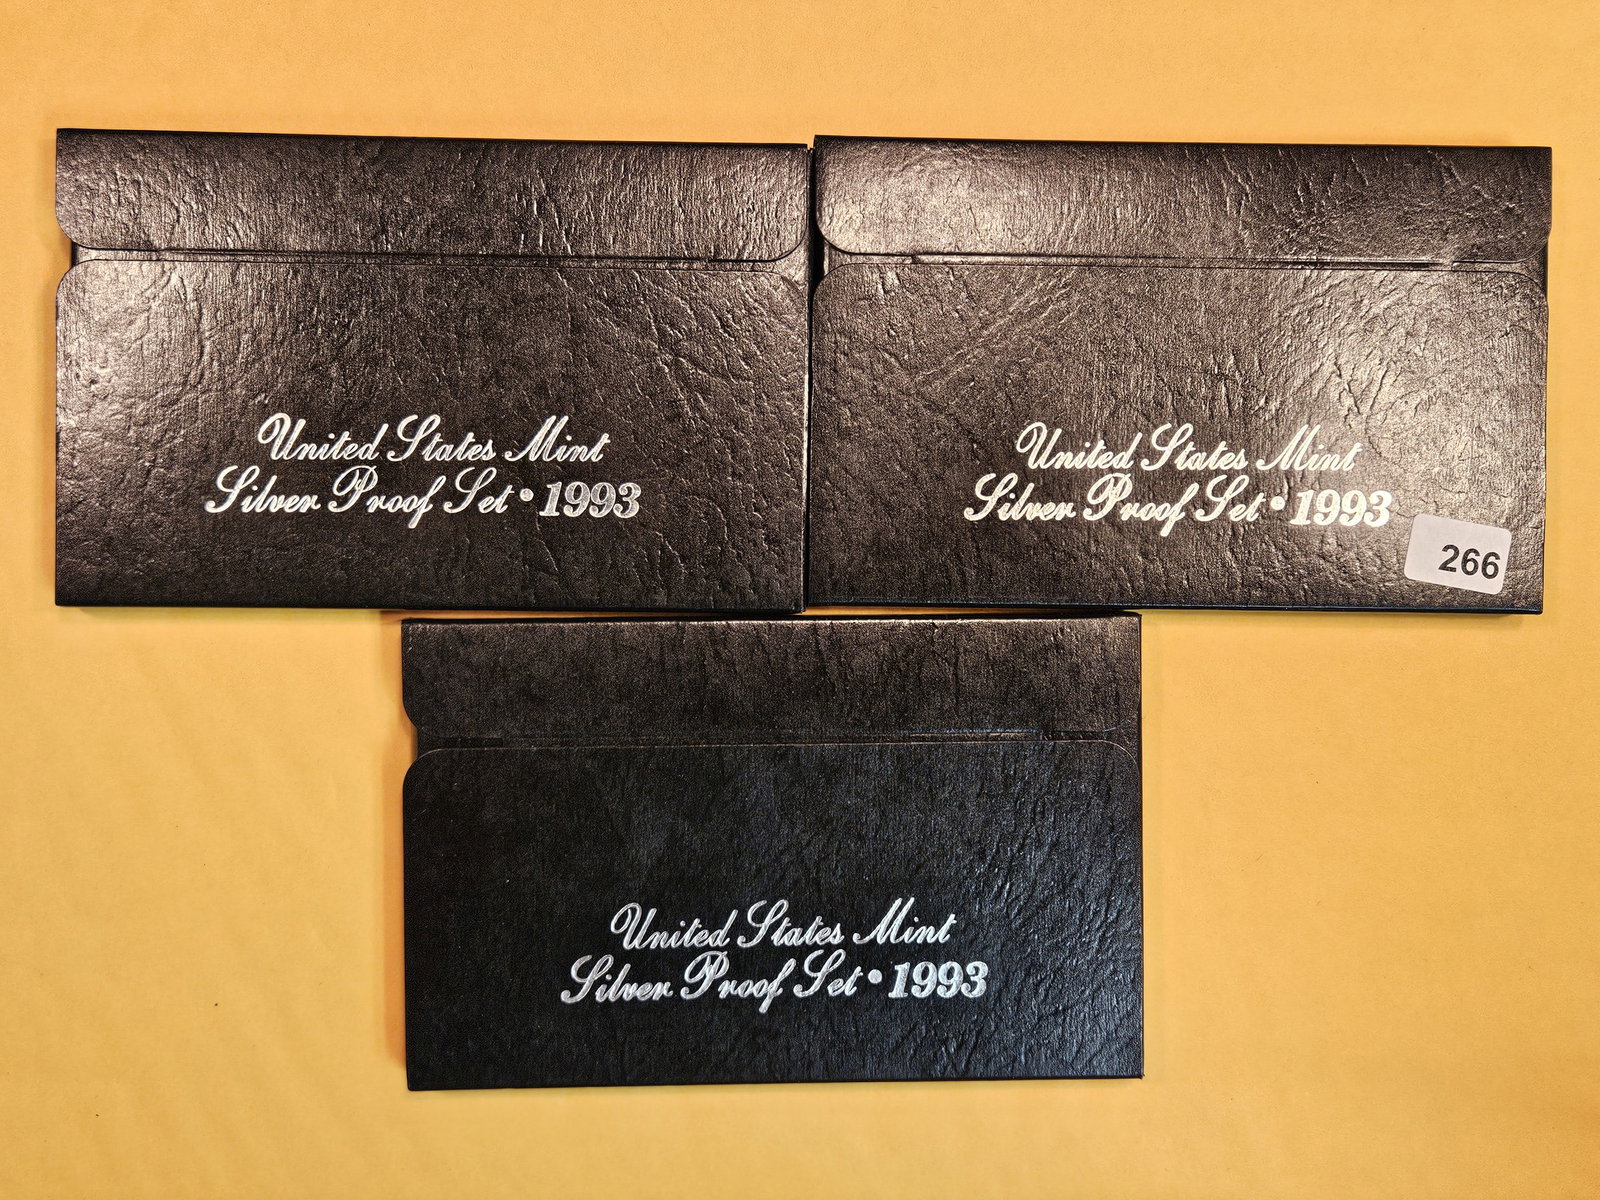 United States Mint
Silver Proof Set • 1993
United States Mint
Silver Proof Set • 1993
266
United States Mint
Silver Proof Set • 1993